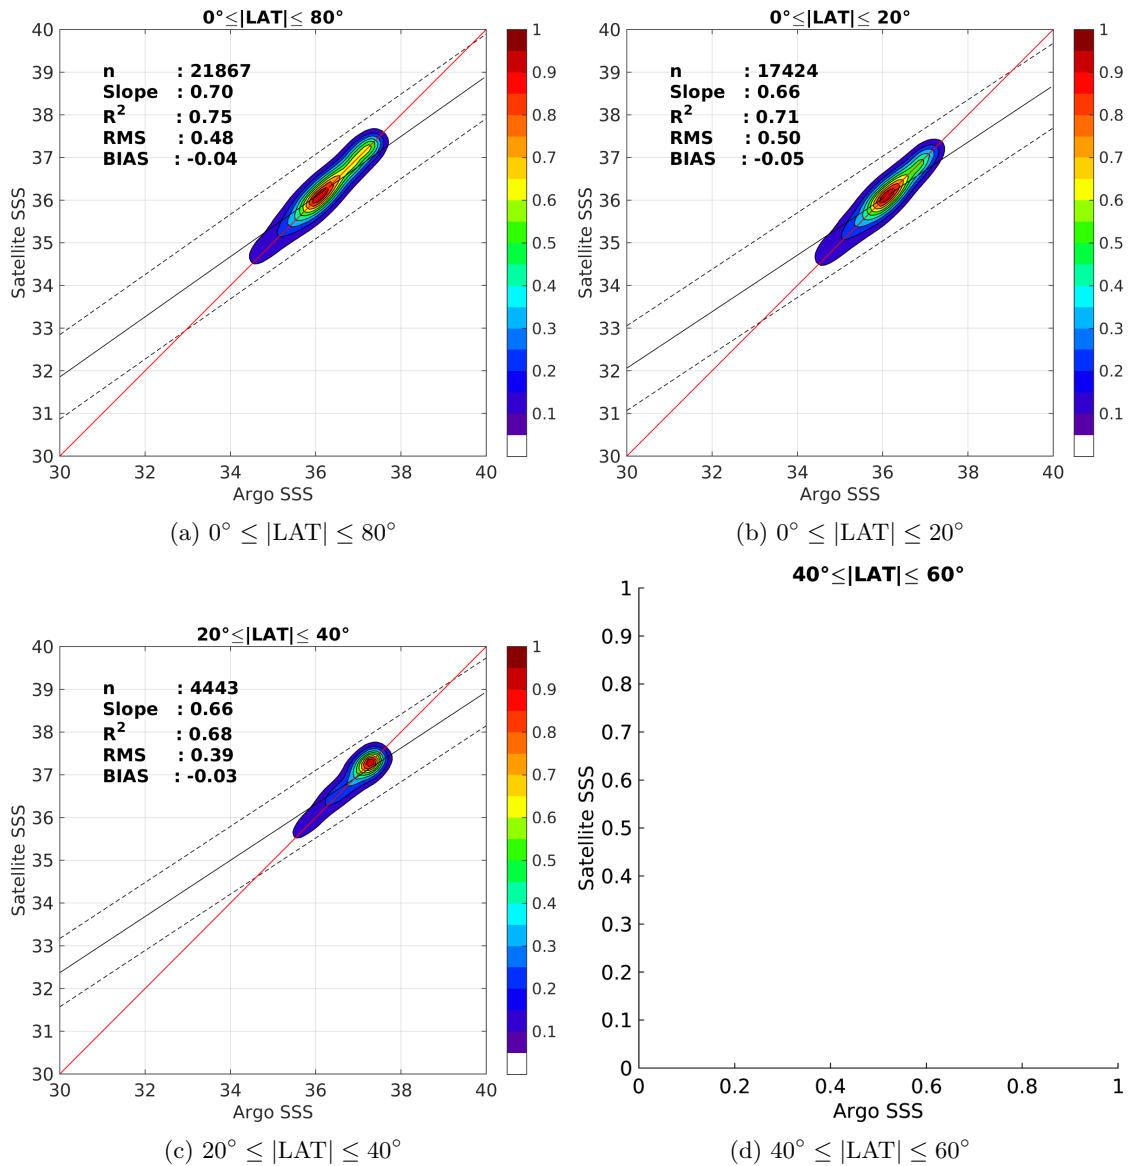 0°≤|LAT|≤ 80°
n : 21867
Slope : 0.70
R² : 0.75
RMS : 0.48
BIAS : -0.04
40
39
38
37
36
35
34
33
32
31
30
30 32 34 36 38 40
Satellite SSS
Argo SSS
1
0.9
0.8
0.7
0.6
0.5
0.4
0.3
0.2
0.1
(a) 0° ≤ |LAT| ≤ 80°
0°≤|LAT|≤ 20°
n : 17424
Slope : 0.66
R² : 0.71
RMS : 0.50
BIAS : -0.05
40
39
38
37
36
35
34
33
32
31
30
30 32 34 36 38 40
Satellite SSS
Argo SSS
1
0.9
0.8
0.7
0.6
0.5
0.4
0.3
0.2
0.1
(b) 0° ≤ |LAT| ≤ 20°
20°≤|LAT|≤ 40°
n : 4443
Slope : 0.66
R² : 0.68
RMS : 0.39
BIAS : -0.03
40
39
38
37
36
35
34
33
32
31
30
30 32 34 36 38 40
Satellite SSS
Argo SSS
1
0.9
0.8
0.7
0.6
0.5
0.4
0.3
0.2
0.1
(c) 20° ≤ |LAT| ≤ 40°
40°≤|LAT|≤ 60°
1
0.9
0.8
0.7
0.6
0.5
0.4
0.3
0.2
0.1
0
0 0.2 0.4 0.6 0.8 1
Satellite SSS
Argo SSS
(d) 40° ≤ |LAT| ≤ 60°